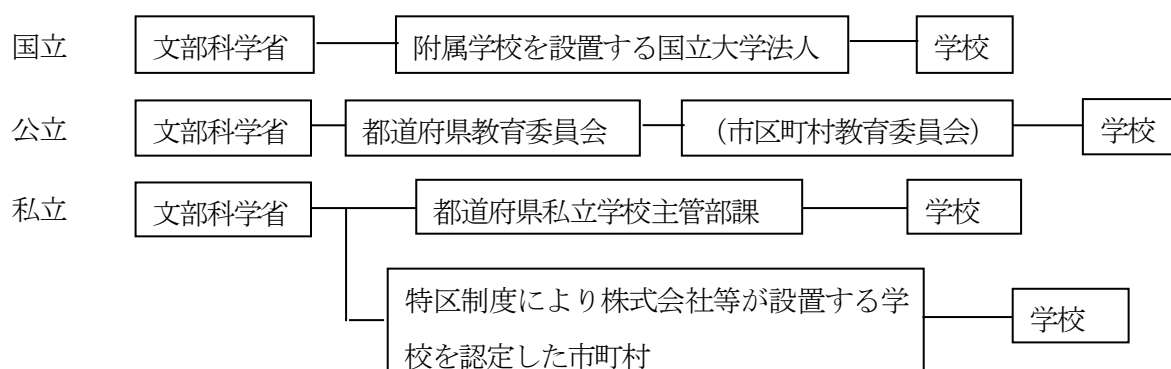 国立 文部科学省 附属学校を設置する国立大学法人 学校
公立 文部科学省 都道府県教育委員会 （市区町村教育委員会） 学校
私立 文部科学省 都道府県私立学校主管部課 学校
特区制度により株式会社等が設置する学
校を認定した市町村
学校